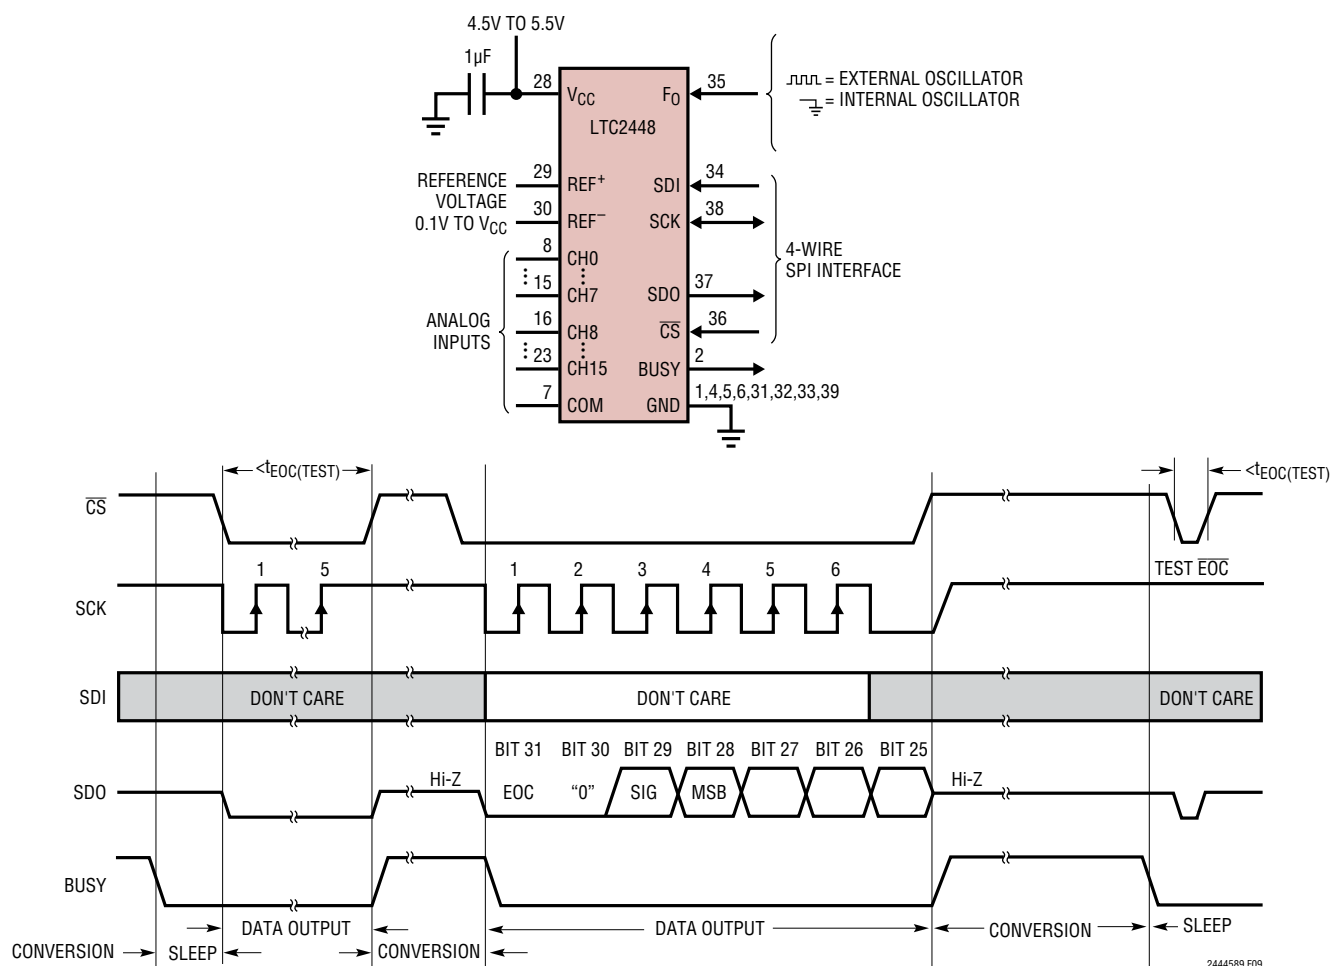 4.5V TO 5.5V
1µF
28
VCC
FO
35
= EXTERNAL OSCILLATOR
= INTERNAL OSCILLATOR
LTC2448
REFERENCE
VOLTAGE
0.1V TO VCC
29
REF+
SDI
34
30
REF–
SCK
38
4-WIRE
SPI INTERFACE
8
CH0
15
CH7
SDO
37
ANALOG
INPUTS
16
CH8
CS
36
23
CH15
BUSY
2
7
COM
GND
1,4,5,6,31,32,33,39
<tEOC(TEST)
<tEOC(TEST)
CS
TEST EOC
SCK
1 5 1 2 3 4 5 6
SDI
DON'T CARE
DON'T CARE
DON'T CARE
BIT 31 BIT 30 BIT 29 BIT 28 BIT 27 BIT 26 BIT 25
SDO
Hi-Z
EOC
“0”
SIG
MSB
Hi-Z
BUSY
DATA OUTPUT
DATA OUTPUT
CONVERSION
SLEEP
CONVERSION
SLEEP
CONVERSION
2444589 F09